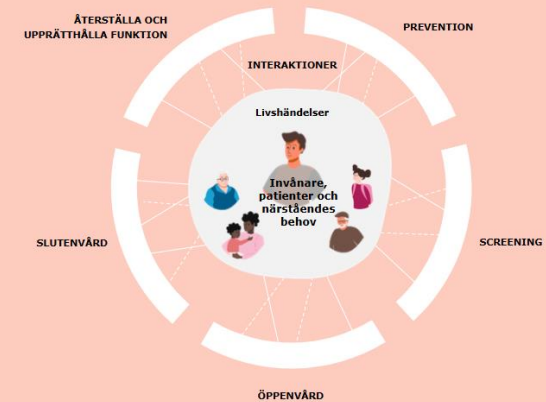 ÅTERSTÄLLA OCH
UPPRÄTTHÅLLA FUNKTION
PREVENTION
INTERAKTIONER
Livshändelser
Invånare,
patienter och
närståendes
behov
SLUTENVÅRD
SCREENING
ÖPPENVÅRD